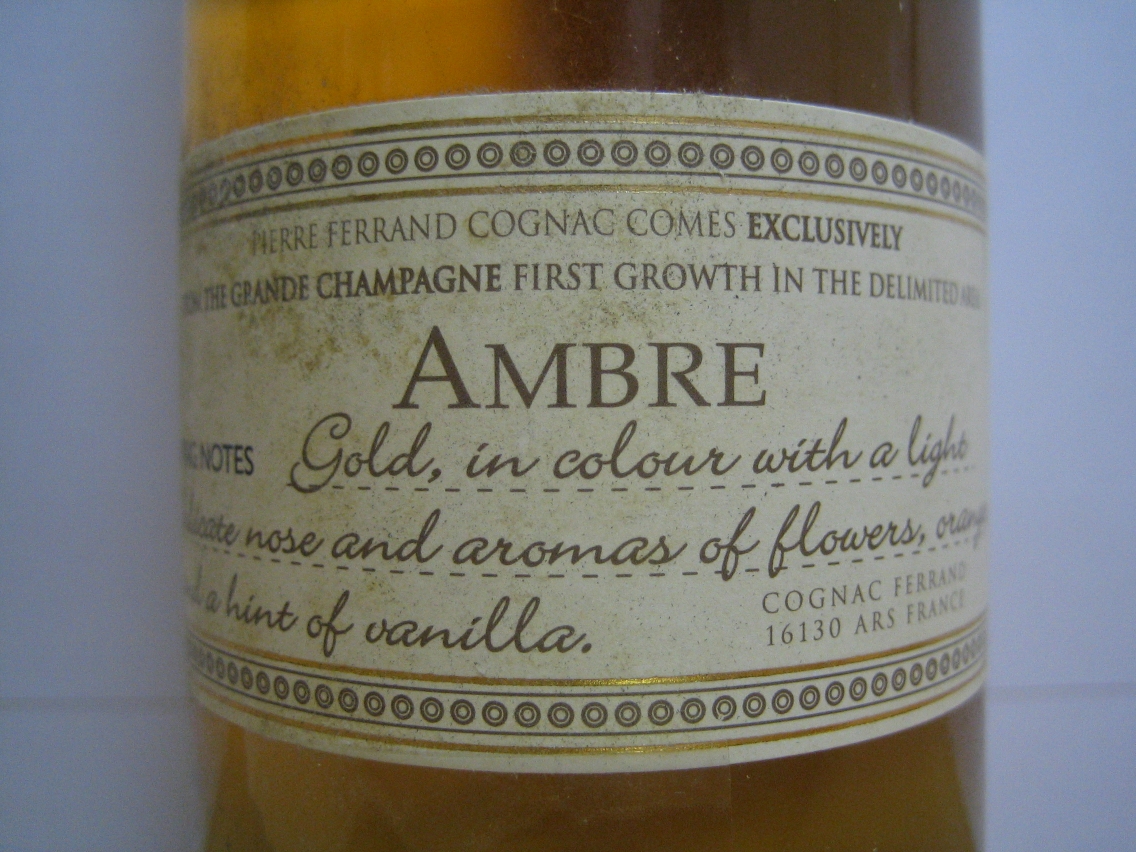 PIERRE FERRAND COGNAC COMES EXCLUSIVELY
THE GRANDE CHAMPAGNE FIRST GROWTH IN THE DELIMITED
AMBRE
NOTES Gold, in colour with a light
nose and aromas of flowers, orange
a hint of vanilla.
COGNAC FERRAND
16130 ARS FRANCE